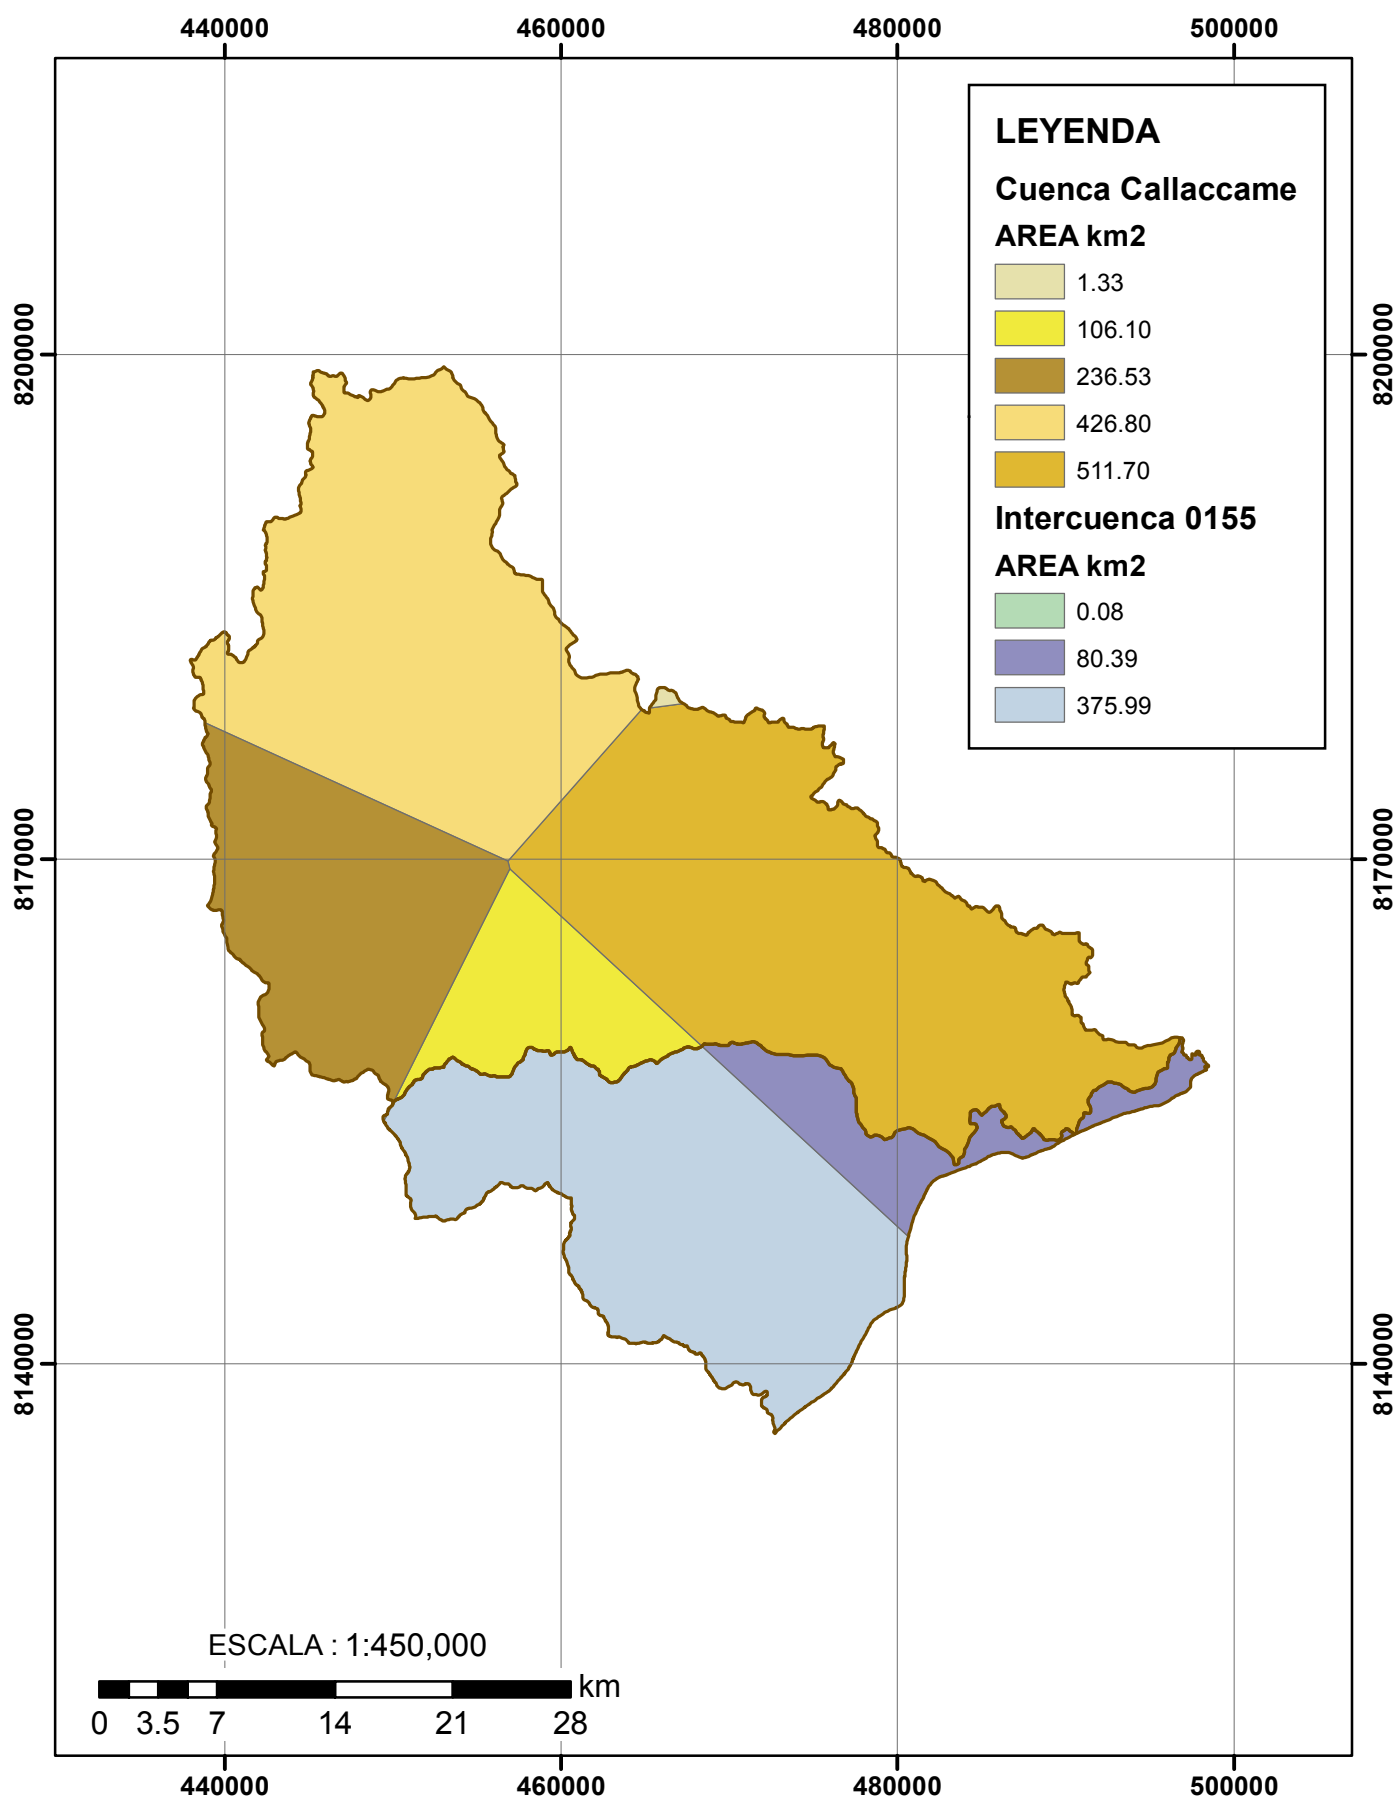 440000 460000 480000 500000
LEYENDA
Cuenca Callaccame
AREA km2
1.33
106.10
236.53
426.80
511.70
Intercuenca 0155
AREA km2
0.08
80.39
375.99
8200000 8200000
8170000 8170000
8140000 8140000
ESCALA : 1:450,000
km
0 3.5 7 14 21 28
440000 460000 480000 500000